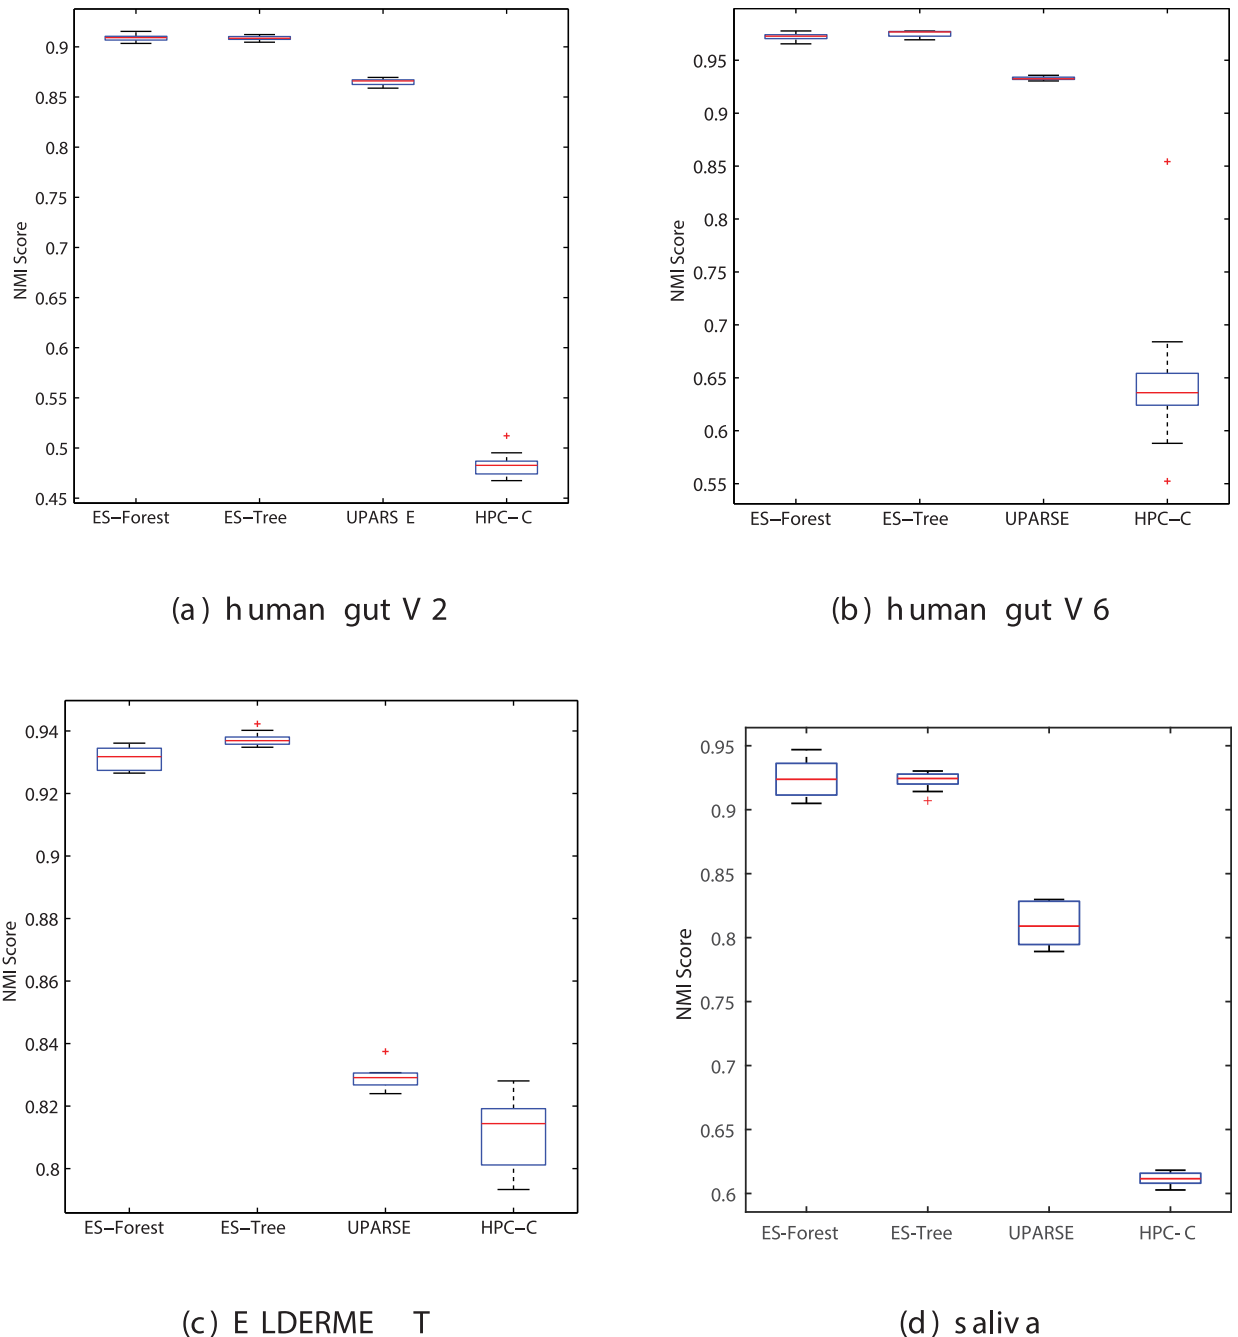 0.9
0.85
0.8
0.75
0.7
0.65
0.6
0.55
0.5
0.45
NMI Score
ES–Forest ES–Tree UPARS E HPC–C
(a) human gut V 2
0.95
0.9
0.85
0.8
0.75
0.7
0.65
0.6
0.55
NMI Score
ES–Forest ES–Tree UPARSE HPC–C
(b) human gut V 6
0.94
0.92
0.9
0.88
0.86
0.84
0.82
0.8
NMI Score
ES–Forest ES–Tree UPARSE HPC–C
(c) E LDERME T
0.95
0.9
0.85
0.8
0.75
0.7
0.65
0.6
NMI Score
ES-Forest ES-Tree UPARSE HPC- C
(d) saliva